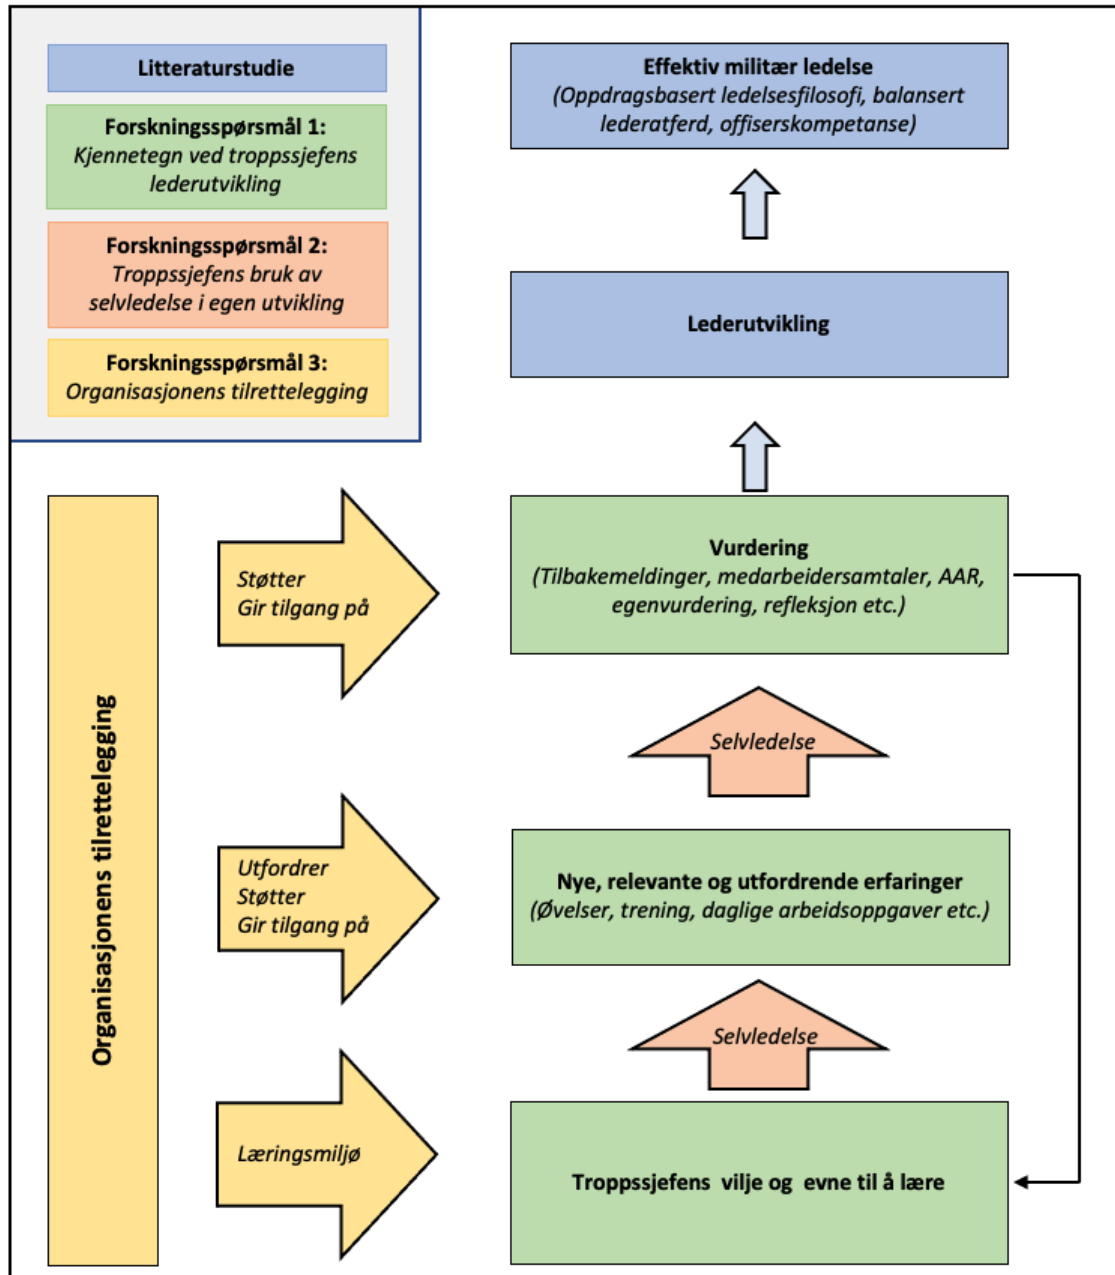 Litteraturstudie
Forskningsspørsmål 1:
Kjennetegn ved troppssjefens
lederutvikling
Forskningsspørsmål 2:
Troppssjefens bruk av
selvledelse i egen utvikling
Forskningsspørsmål 3:
Organisasjonens tilrettelegging
Effektiv militær ledelse
(Oppdragsbasert ledelsesfilosofi, balansert
lederatferd, offiserskompetanse)
Lederutvikling
Organisasjonens tilrettelegging
Støtter
Gir tilgang på
Vurdering
(Tilbakemeldinger, medarbeidersamtaler, AAR,
egenvurdering, refleksjon etc.)
Selvledelse
Utfordrer
Støtter
Gir tilgang på
Nye, relevante og utfordrende erfaringer
(Øvelser, trening, daglige arbeidsoppgaver etc.)
Selvledelse
Læringsmiljø
Troppssjefens vilje og evne til å lære